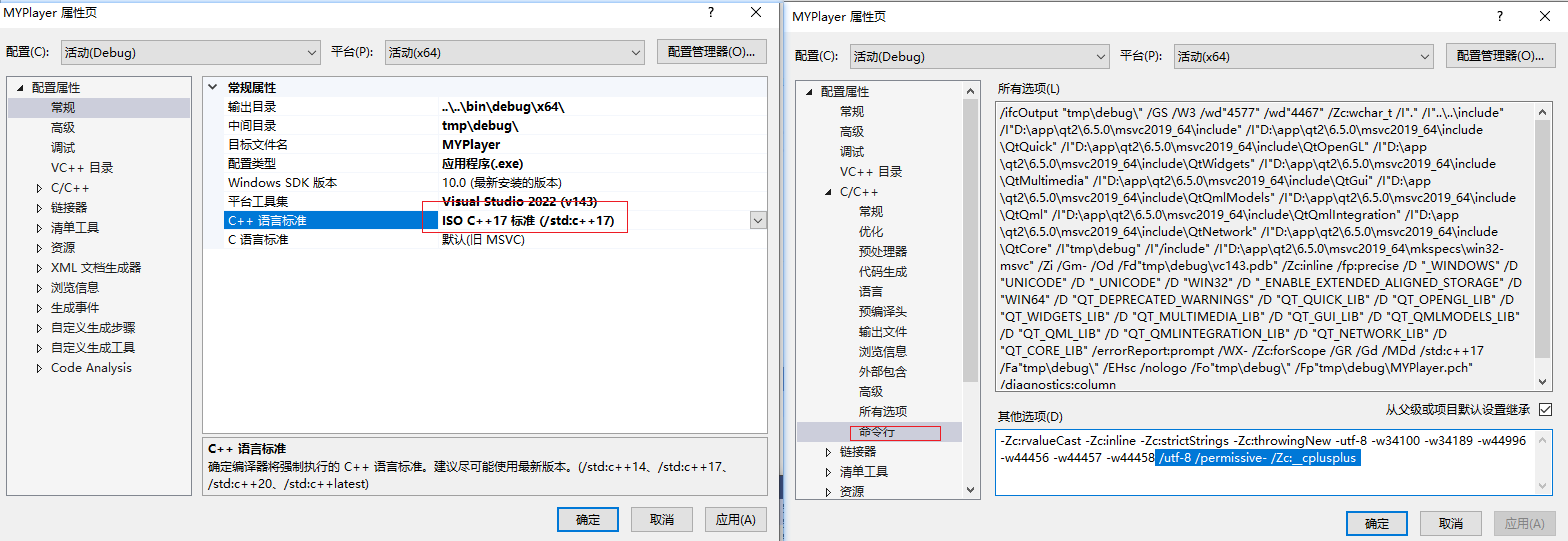 MYPlayer 属性页
?
配置(C):
活动(Debug)
平台(P):
活动(x64)
配置管理器(O)...
配置属性
常规
高级
调试
VC++ 目录
C/C++
链接器
清单工具
资源
XML 文档生成器
浏览信息
生成事件
自定义生成步骤
自定义生成工具
Code Analysis
常规属性
输出目录 ..\..\bin\debug\x64\
中间目录 tmp\debug\
目标文件名 MYPlayer
配置类型 应用程序(.exe)
Windows SDK 版本 10.0 (最新安装的版本)
平台工具集 Visual Studio 2022 (v143)
C++ 语言标准 ISO C++17 标准 (/std:c++17)
C 语言标准 默认(旧 MSVC)
C++ 语言标准
确定编译器将强制执行的 C++ 语言标准。建议尽可能使用最新版本。(/std:c++14、/std:c++17、
/std:c++20、/std:c++latest)
确定
取消
应用(A)
MYPlayer 属性页
?
配置(C):
活动(Debug)
平台(P):
活动(x64)
配置管理器(O)...
配置属性
常规
高级
调试
VC++ 目录
C/C++
常规
优化
预处理器
代码生成
语言
预编译头
输出文件
浏览信息
外部包含
高级
所有选项
命令行
链接器
清单工具
资源
所有选项(L)
/ifcOutput "tmp\debug\" /GS /W3 /wd"4577" /wd"4467" /Zc:wchar_t /I"." /I"..\..\include"
/I"D:\app\qt2\6.5.0\msvc2019_64\include" /I"D:\app\qt2\6.5.0\msvc2019_64\include
\QtQuick" /I"D:\app\qt2\6.5.0\msvc2019_64\include\QtOpenGL" /I"D:\app
\qt2\6.5.0\msvc2019_64\include\QtWidgets" /I"D:\app\qt2\6.5.0\msvc2019_64\include
\QtMultimedia" /I"D:\app\qt2\6.5.0\msvc2019_64\include\QtGui" /I"D:\app
\qt2\6.5.0\msvc2019_64\include\QtQmlModels" /I"D:\app\qt2\6.5.0\msvc2019_64\include
\QtQml" /I"D:\app\qt2\6.5.0\msvc2019_64\include\QtQmlIntegration" /I"D:\app
\qt2\6.5.0\msvc2019_64\include\QtNetwork" /I"D:\app\qt2\6.5.0\msvc2019_64\include
\QtCore" /I"tmp\debug" /I"/include" /I"D:\app\qt2\6.5.0\msvc2019_64\mkspecs\win32-
msvc" /Zi /Gm- /Od /Fd"tmp\debug\vc143.pdb" /Zc:inline /fp:precise /D "_WINDOWS" /D
"UNICODE" /D "_UNICODE" /D "WIN32" /D "_ENABLE_EXTENDED_ALIGNED_STORAGE" /D
"WIN64" /D "QT_DEPRECATED_WARNINGS" /D "QT_QUICK_LIB" /D "QT_OPENGL_LIB" /D
"QT_WIDGETS_LIB" /D "QT_MULTIMEDIA_LIB" /D "QT_GUI_LIB" /D "QT_QMLMODELS_LIB"
/D "QT_QML_LIB" /D "QT_QMLINTEGRATION_LIB" /D "QT_NETWORK_LIB" /D
"QT_CORE_LIB" /errorReport:prompt /WX- /Zc:forScope /GR /Gd /MDd /std:c++17
/Fa"tmp\debug\" /EHsc /nologo /Fo"tmp\debug\" /Fp"tmp\debug\MYPlayer.pch"
/diagnostics:column
从父级或项目默认设置继承
其他选项(D)
-Zc:rvalueCast -Zc:inline -Zc:strictStrings -Zc:throwingNew -utf-8 -w34100 -w34189 -w44996
-w44456 -w44457 -w44458 /utf-8 /permissive- /Zc:__cplusplus
确定
取消
应用(A)